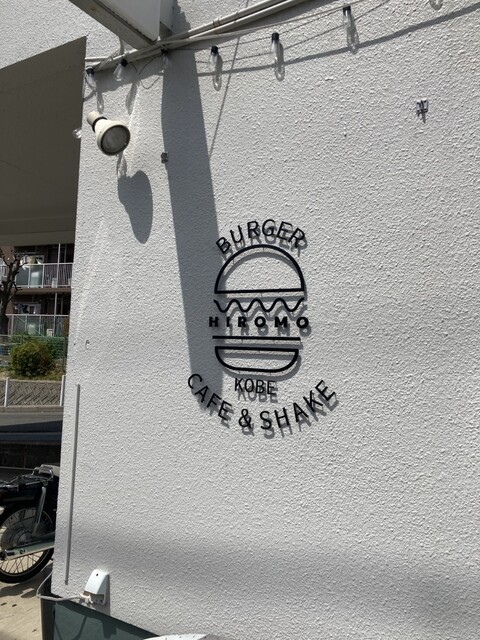 BURGER
HIROMO
KOBE
CAFE & SHAKE